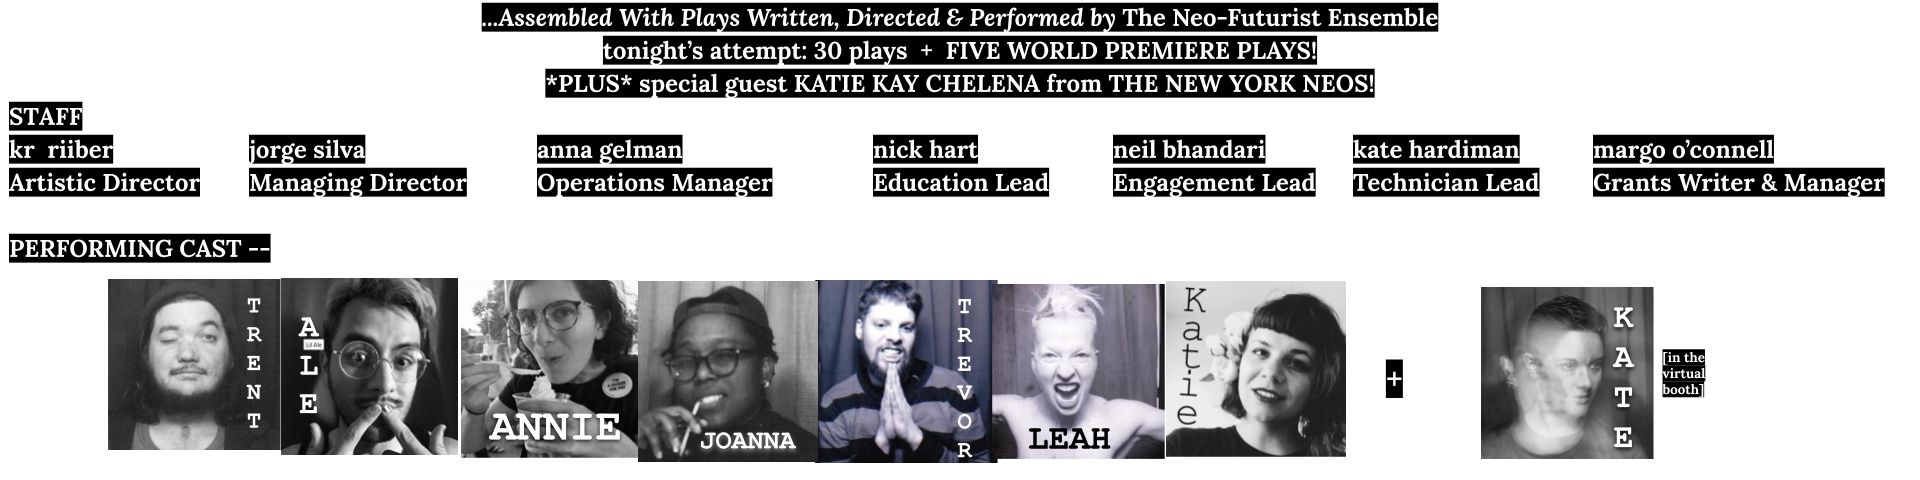 ...Assembled With Plays Written, Directed & Performed by The Neo-Futurist Ensemble
tonight's attempt: 30 plays + FIVE WORLD PREMIERE PLAYS!
*PLUS* special guest KATIE KAY CHELENA from THE NEW YORK NEOS!
STAFF
kr riiber jorge silva anna gelman nick hart neil bhandari kate hardiman margo o’connell
Artistic Director Managing Director Operations Manager Education Lead Engagement Lead Technician Lead Grants Writer & Manager
PERFORMING CAST --
TRENT
ALE
Lil Ale
ANNIE
JOANNA
TREVOR
LEAH
Katie
+
KATE
[in the
virtual
booth]